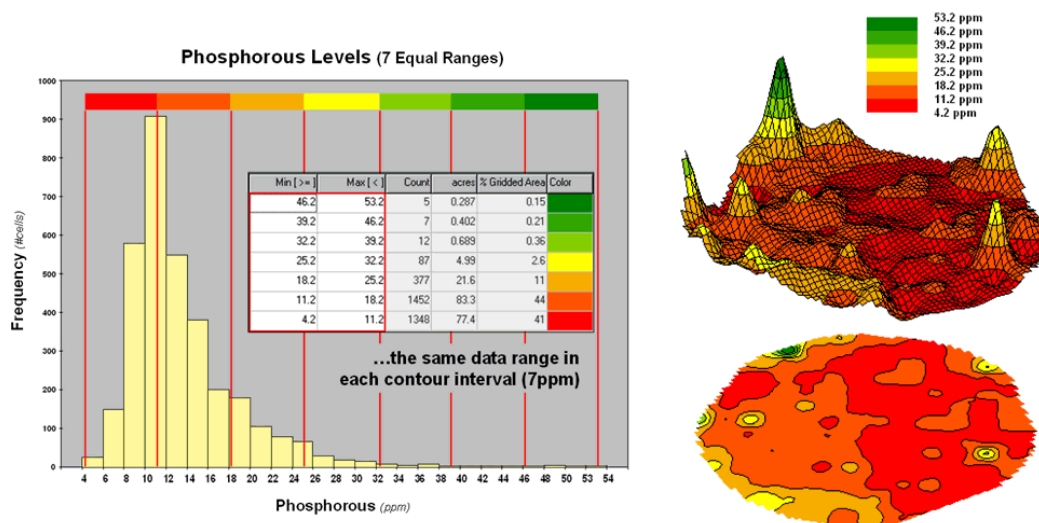 Phosphorous Levels (7 Equal Ranges)
1000
900
800
700
600
500
400
300
200
100
0
Frequency (#cells)
Min [ >= ] Max [ < ] Count acres % Gridded Area Color
46.2 53.2 5 0.287 0.15
39.2 46.2 7 0.402 0.21
32.2 39.2 12 0.689 0.36
25.2 32.2 87 4.99 2.6
18.2 25.2 377 21.6 11
11.2 18.2 1452 83.3 44
4.2 11.2 1348 77.4 41
…the same data range in
each contour interval (7ppm)
4 6 8 10 12 14 16 18 20 22 24 26 28 30 32 34 36 38 40 42 44 46 48 50 53 54
Phosphorous (ppm)
53.2 ppm
46.2 ppm
39.2 ppm
32.2 ppm
25.2 ppm
18.2 ppm
11.2 ppm
4.2 ppm